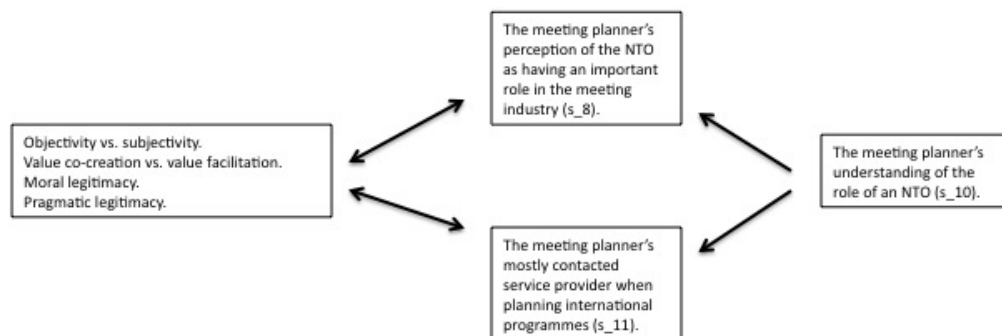 The meeting planner's
perception of the NTO
as having an important
role in the meeting
industry (s_8).
Objectivity vs. subjectivity.
Value co-creation vs. value facilitation.
Moral legitimacy.
Pragmatic legitimacy.
The meeting planner's
understanding of the
role of an NTO (s_10).
The meeting planner's
mostly contacted
service provider when
planning international
programmes (s_11).